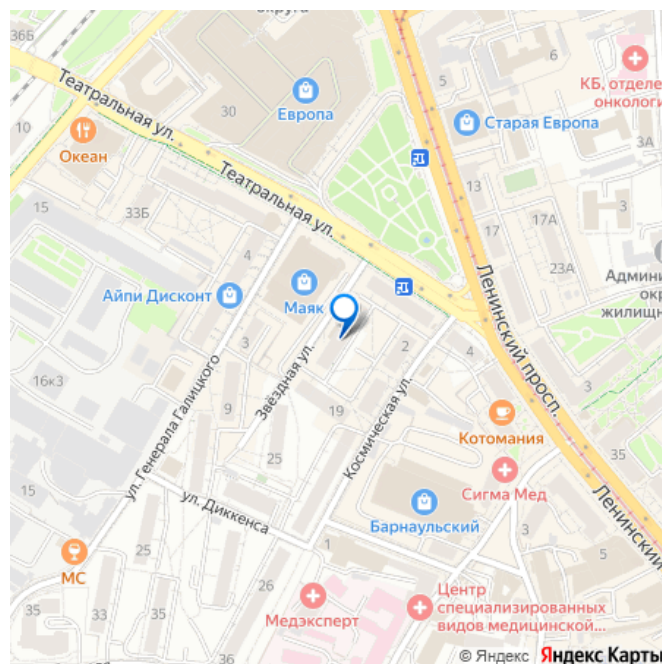 36Б
Театральная ул.
30
Европа
5
КБ, отделе
онкологи
10
Океан
Старая Европа
3А
Театральная ул.
13
15
33Б
17
17А
4
23А
Ленинский просп.
Админи
окр
жилищн
Айпи Дисконт
Маяк
3
2
4
3
16к3
ул. Генерала Галицкого
Звёздная ул.
9
19
Космическая ул.
Котомания
35
25
Сигма Мед
15
ул. Диккенса
Барнаульский
Ленинский
25
1
3
5
МС
26
35
33
35
Медэксперт
Центр
специализированных
видов медицинской...
© Яндекс Яндекс Карты